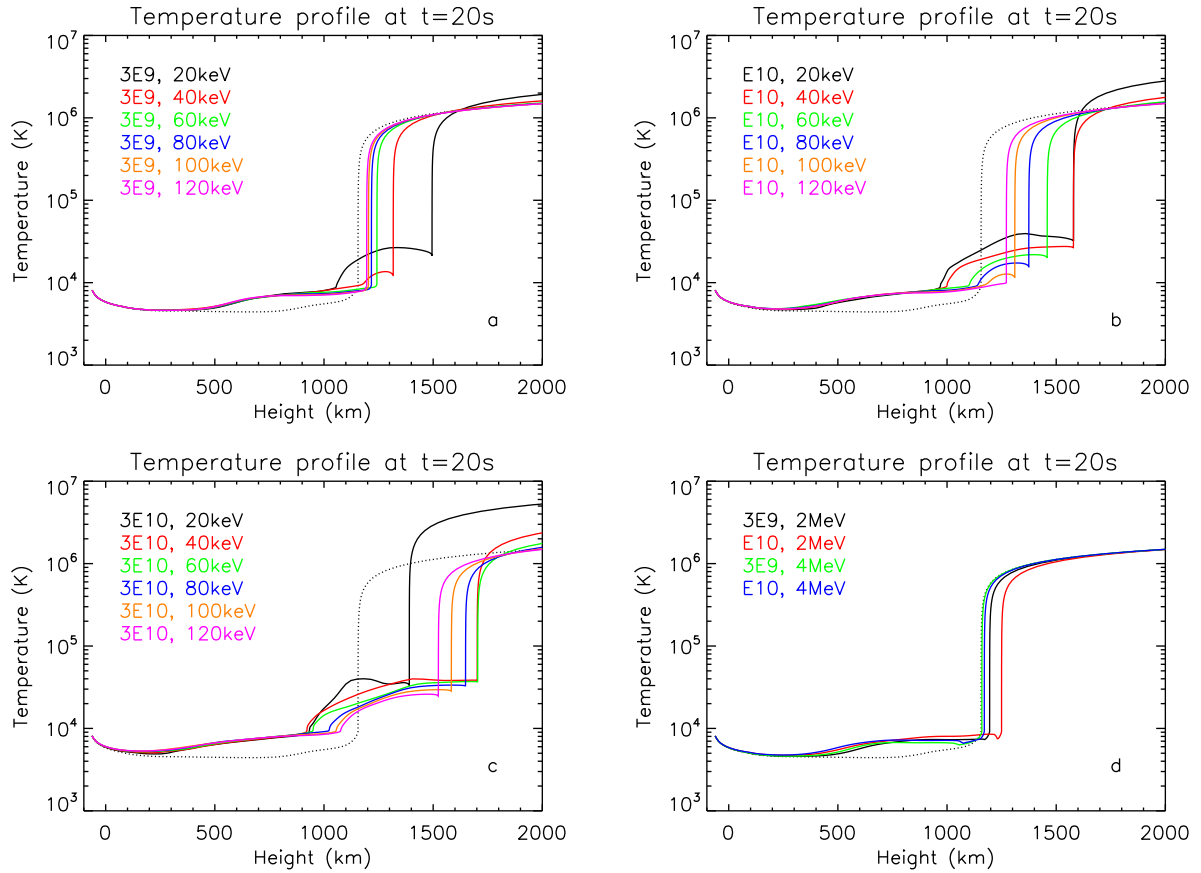 Temperature profile at t=20s
10^7
10^6
10^5
10^4
10^3
Temperature (K)
3E9, 20keV
3E9, 40keV
3E9, 60keV
3E9, 80keV
3E9, 100keV
3E9, 120keV
a
0 500 1000 1500 2000
Height (km)
Temperature profile at t=20s
10^7
10^6
10^5
10^4
10^3
Temperature (K)
E10, 20keV
E10, 40keV
E10, 60keV
E10, 80keV
E10, 100keV
E10, 120keV
b
0 500 1000 1500 2000
Height (km)
Temperature profile at t=20s
10^7
10^6
10^5
10^4
10^3
Temperature (K)
3E10, 20keV
3E10, 40keV
3E10, 60keV
3E10, 80keV
3E10, 100keV
3E10, 120keV
c
0 500 1000 1500 2000
Height (km)
Temperature profile at t=20s
10^7
10^6
10^5
10^4
10^3
Temperature (K)
3E9, 2MeV
E10, 2MeV
3E9, 4MeV
E10, 4MeV
d
0 500 1000 1500 2000
Height (km)